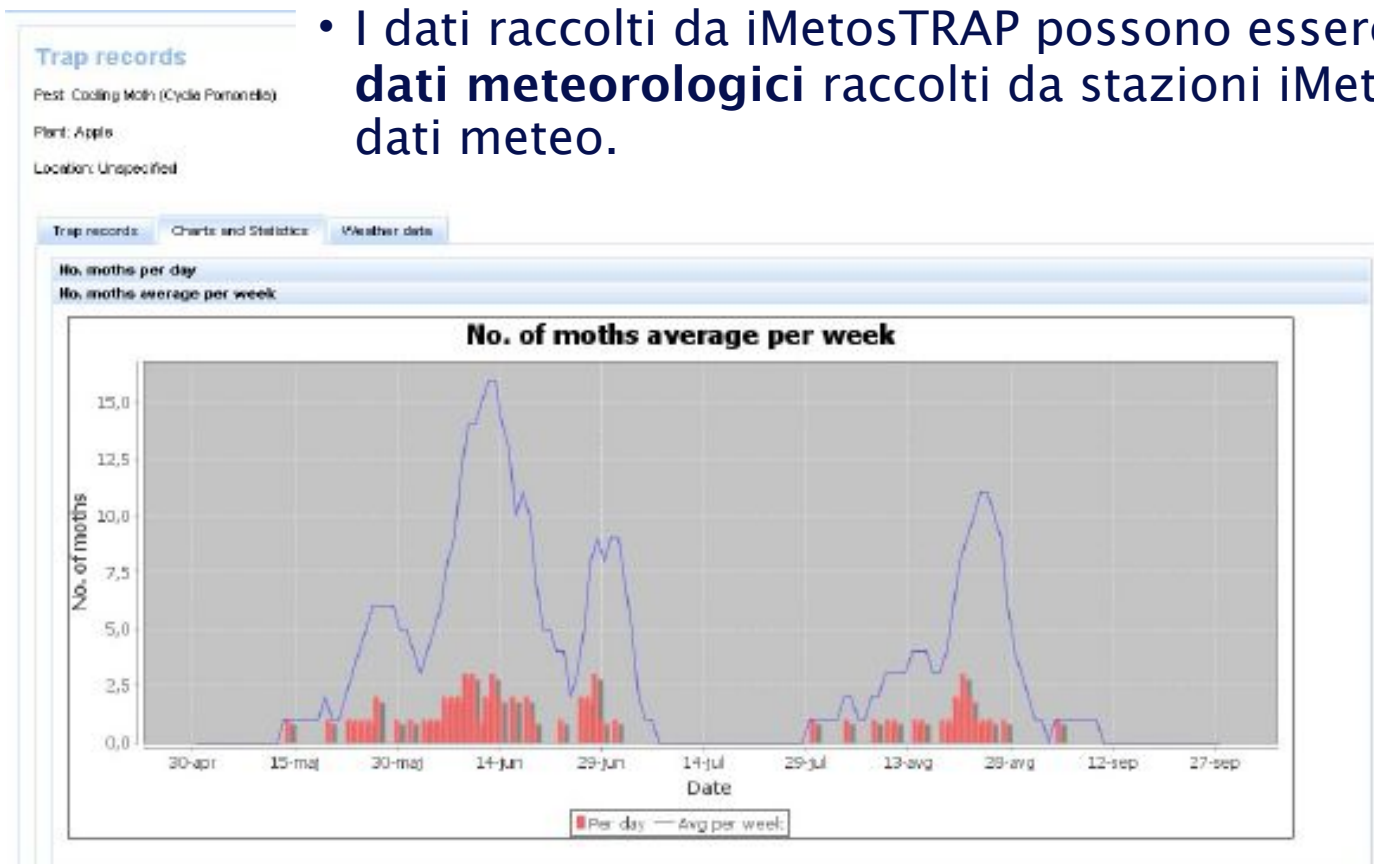 • I dati raccolti da iMetosTRAP possono esser
dati meteorologici raccolti da stazioni iMet
dati meteo.
Trap records
Pest: Codling Moth (Cydia Pomonella)
Plant: Apple
Location: Unspecified
Trap records Charts and Statistics Weather data
No. moths per day
No. moths average per week
No. of moths average per week
No. of moths
15,0
12,5
10,0
7,5
5,0
2,5
0,0
30-apr 15-maj 30-maj 14-jun 29-jun 14-jul 29-jul 13-avg 28-avg 12-sep 27-sep
Date
Per day Avg per week